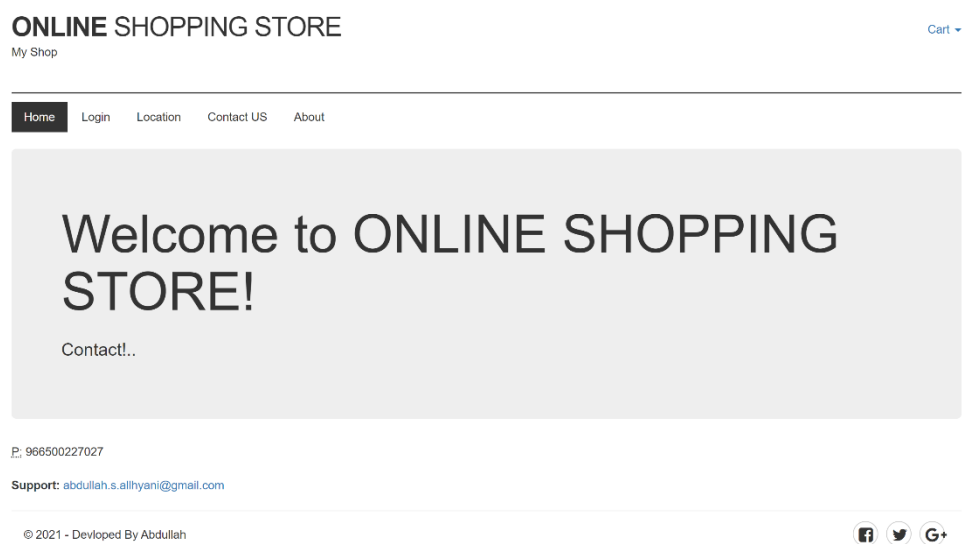 ONLINE SHOPPING STORE
Cart
My Shop
Home Login Location Contact US About
Welcome to ONLINE SHOPPING
STORE!
Contact!..
P: 966500227027
Support: abdullah.s.allhyani@gmail.com
© 2021 - Devloped By Abdullah
G+